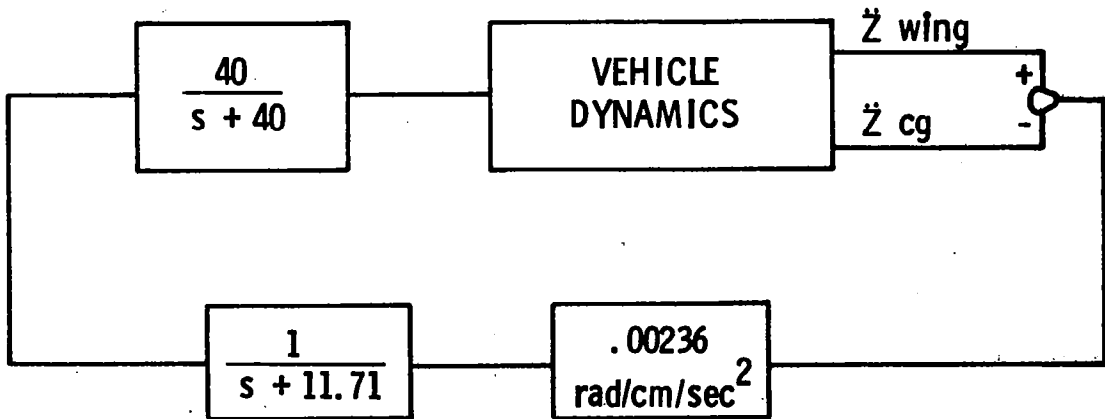 40
s + 40
VEHICLE
DYNAMICS
Z̈ wing
+
-
Z̈ cg
1
s + 11.71
.00236
rad/cm/sec²